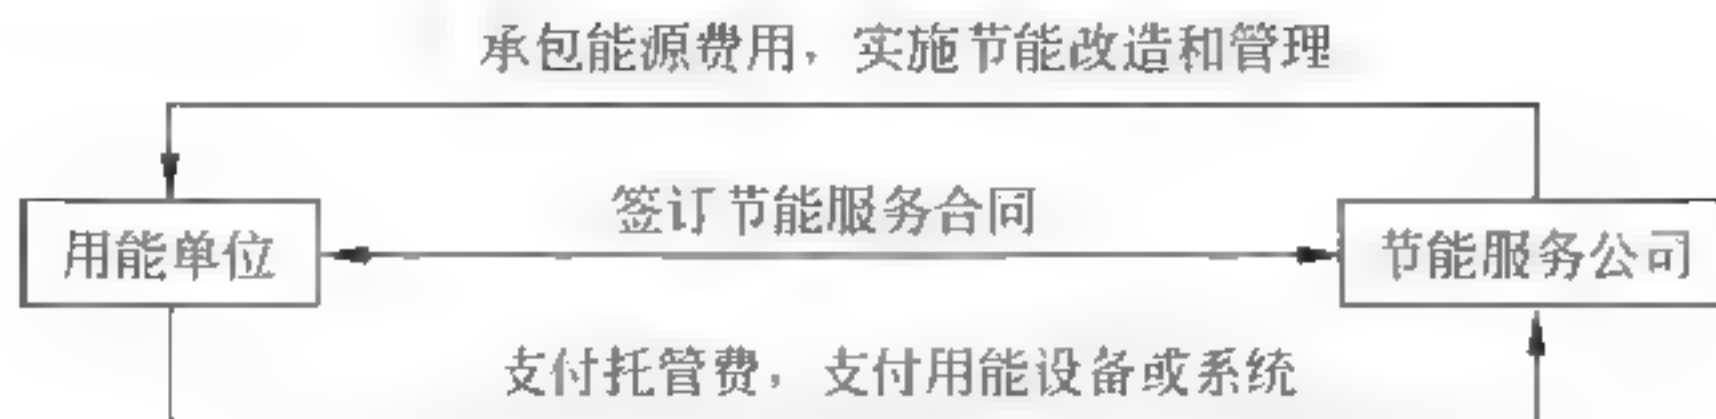 承包能源费用，实施节能改造和管理
签订节能服务合同
用能单位
节能服务公司
支付托管费，支付用能设备或系统